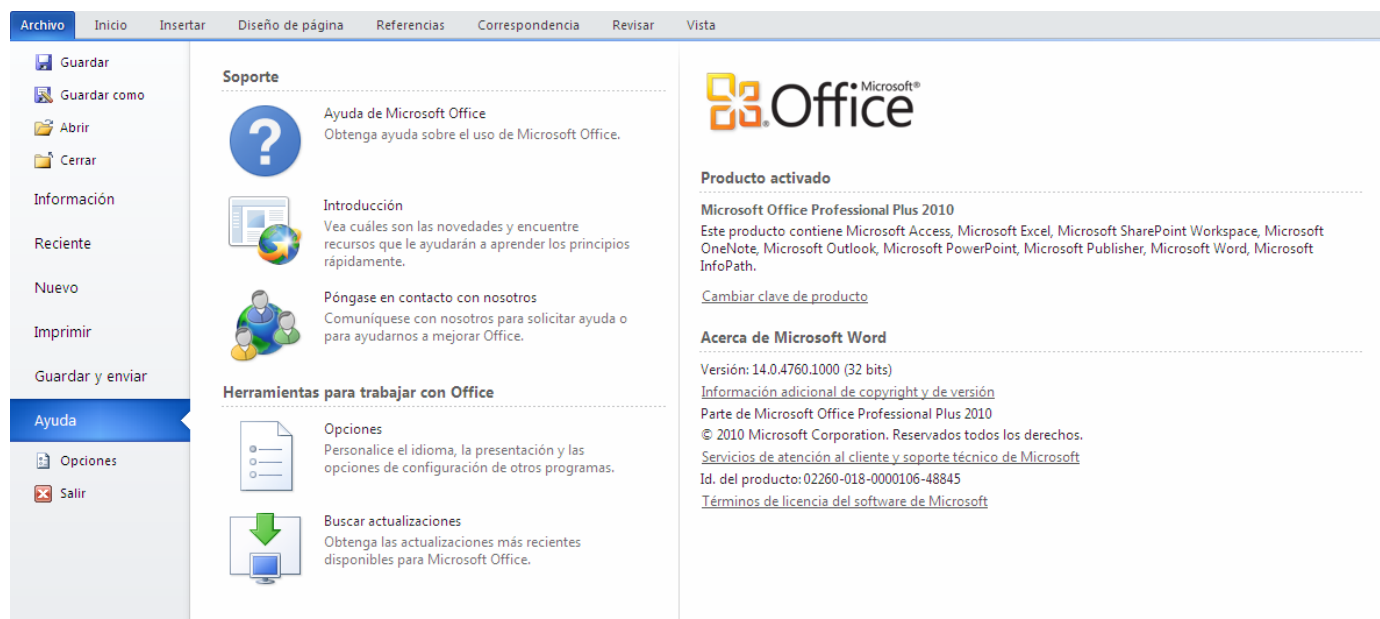 Archivo Inicio Insertar Diseño de página Referencias Correspondencia Revisar Vista
Guardar
Guardar como
Abrir
Cerrar
Información
Reciente
Nuevo
Imprimir
Guardar y enviar
Ayuda
Opciones
Salir
Soporte
Ayuda de Microsoft Office
Obtenga ayuda sobre el uso de Microsoft Office.
Introducción
Vea cuáles son las novedades y encuentre
recursos que le ayudarán a aprender los principios
rápidamente.
Póngase en contacto con nosotros
Comuníquese con nosotros para solicitar ayuda o
para ayudarnos a mejorar Office.
Herramientas para trabajar con Office
Opciones
Personalice el idioma, la presentación y las
opciones de configuración de otros programas.
Buscar actualizaciones
Obtenga las actualizaciones más recientes
disponibles para Microsoft Office.
Microsoft®
Office
Producto activado
Microsoft Office Professional Plus 2010
Este producto contiene Microsoft Access, Microsoft Excel, Microsoft SharePoint Workspace, Microsoft
OneNote, Microsoft Outlook, Microsoft PowerPoint, Microsoft Publisher, Microsoft Word, Microsoft
InfoPath.
Cambiar clave de producto
Acerca de Microsoft Word
Versión: 14.0.4760.1000 (32 bits)
Información adicional de copyright y de versión
Parte de Microsoft Office Professional Plus 2010
© 2010 Microsoft Corporation. Reservados todos los derechos.
Servicios de atención al cliente y soporte técnico de Microsoft
Id. del producto: 02260-018-0000106-48845
Términos de licencia del software de Microsoft